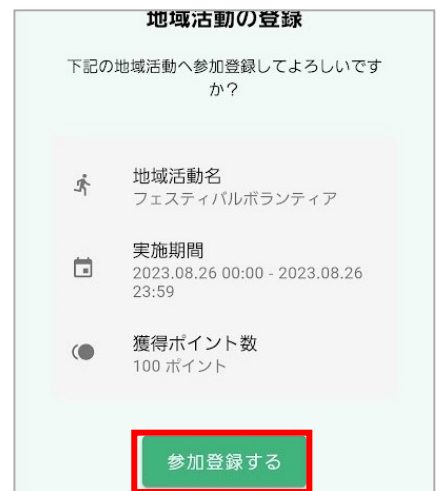 地域活動の登録
下記の地域活動へ参加登録してよろしいです
か？
地域活動名
フェスティバルボランティア
実施期間
2023.08.26 00:00 - 2023.08.26
23:59
獲得ポイント数
100 ポイント
参加登録する